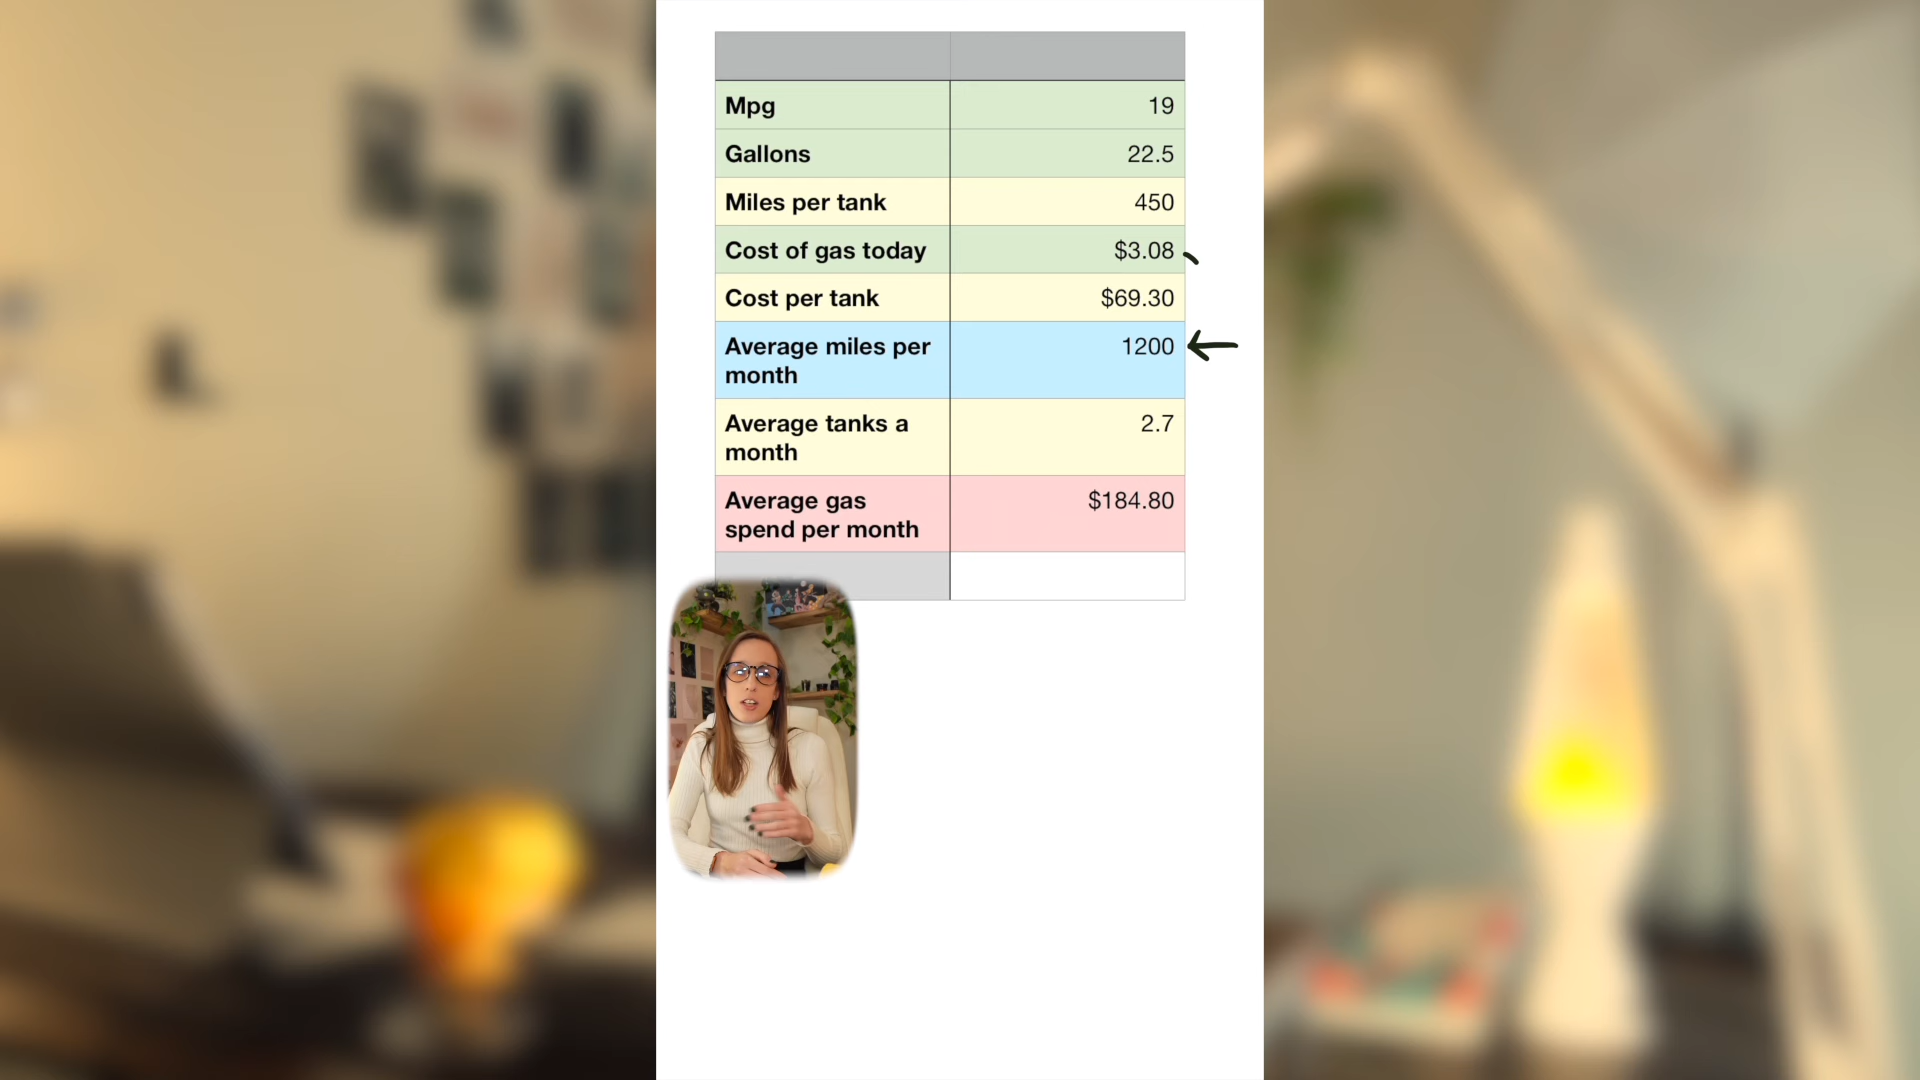 Mpg 19
Gallons 22.5
Miles per tank 450
Cost of gas today $3.08
Cost per tank $69.30
Average miles per 1200
month
Average tanks a 2.7
month
Average gas $184.80
spend per month